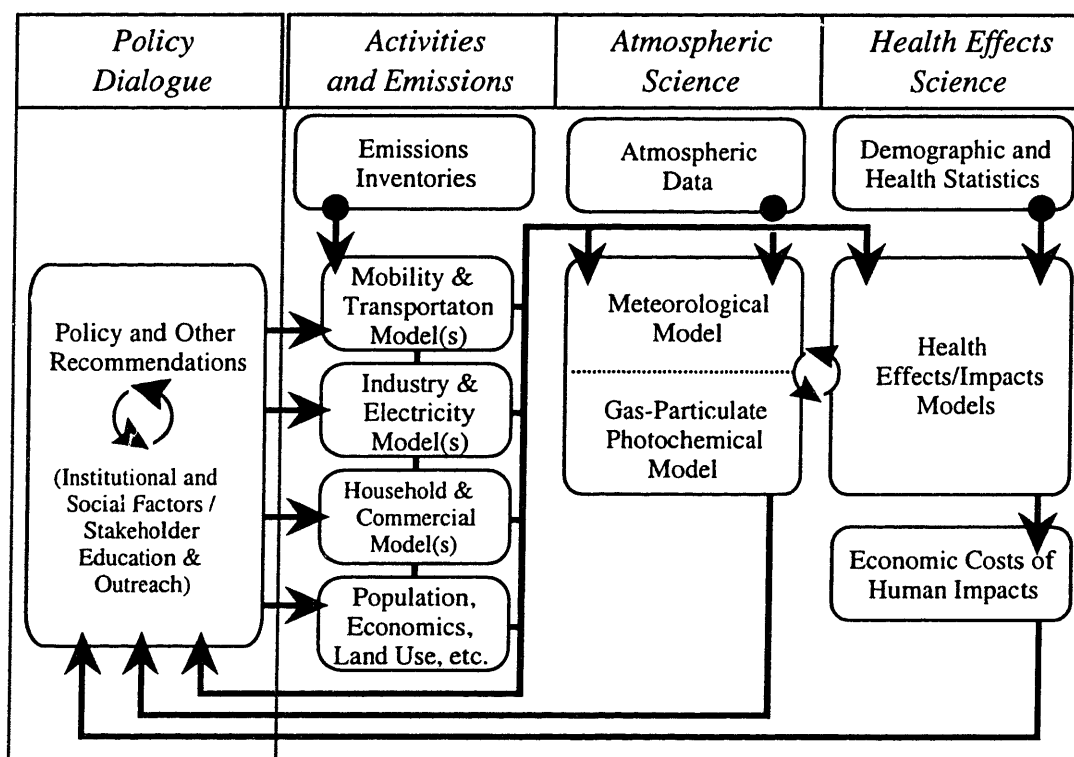 Policy
Dialogue
Activities
and Emissions
Atmospheric
Science
Health Effects
Science
Emissions
Inventories
Atmospheric
Data
Demographic and
Health Statistics
Policy and Other
Recommendations
(Institutional and
Social Factors /
Stakeholder
Education &
Outreach)
Mobility &
Transportaton
Model(s)
Industry &
Electricity
Model(s)
Household &
Commercial
Model(s)
Population,
Economics,
Land Use, etc.
Meteorological
Model
Gas-Particulate
Photochemical
Model
Health
Effects/Impacts
Models
Economic Costs of
Human Impacts